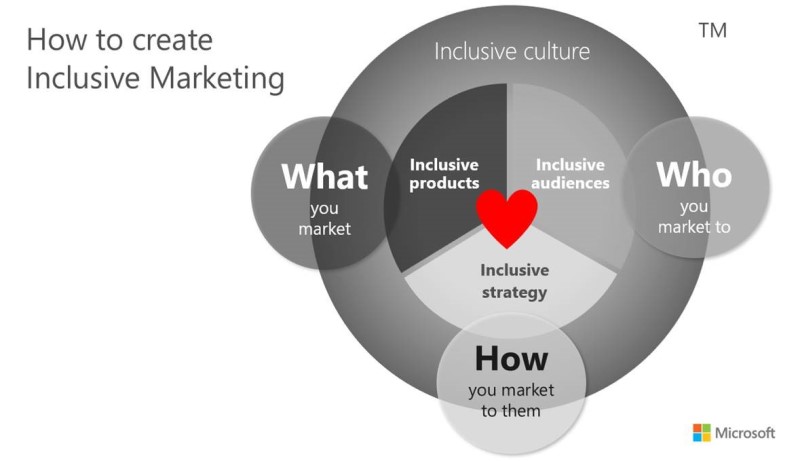 How to create
Inclusive Marketing
TM
Inclusive culture
What
you
market
Inclusive
products
Inclusive
audiences
Who
you
market to
Inclusive
strategy
How
you market
to them
Microsoft